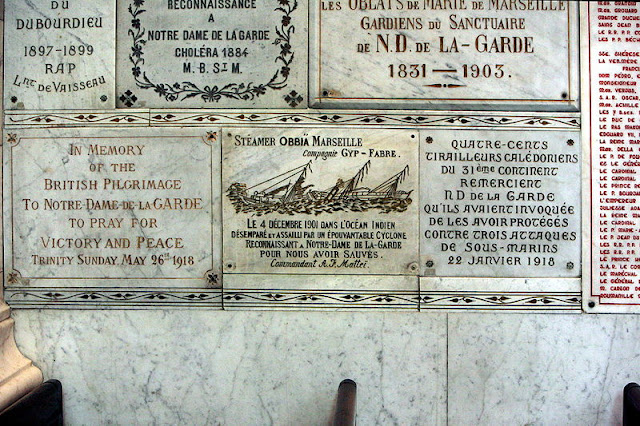 DU
DUBOURDIEU
1897-1899
RAP
LNT DE VAISSEAU
RECONNAISSANCE
A
NOTRE DAME DE LA GARDE
CHOLÉRA 1884
M. B. ST M.
LES OBLATS DE MARIE DE MARSEILLE
GARDIENS DU SANCTUAIRE
DE N.D. DE LA-GARDE
1831-1903.
IN MEMORY
OF THE
BRITISH PILGRIMAGE
TO NOTRE-DAME-DE-LA GARDE
TO PRAY FOR
VICTORY AND PEACE
TRINITY SUNDAY, MAY 26TH 1918
STEAMER OBBIA MARSEILLE
Compagnie GYP-FABRE.
LE 4 DÉCEMBRE 1901 DANS L'OCÉAN INDIEN
DÉSEMPARÉ ET ASSAILLI PAR UN ÉPOUVANTABLE CYCLONE
RECONNAISSANT A NOTRE-DAME DE LA-GARDE
POUR NOUS AVOIR SAUVÉS.
Commandant A. F. Mattei.
QUATRE-CENTS
TIRAILLEURS CALÉDONIENS
DU 31ème CONTINENT
REMERCIENT
N D DE LA GARDE
QU'ILS AVAIENT INVOQUÉE
DE LES AVOIR PROTÉGÉS
CONTRE TROIS ATTAQUES
DE SOUS-MARINS
22 JANVIER 1918